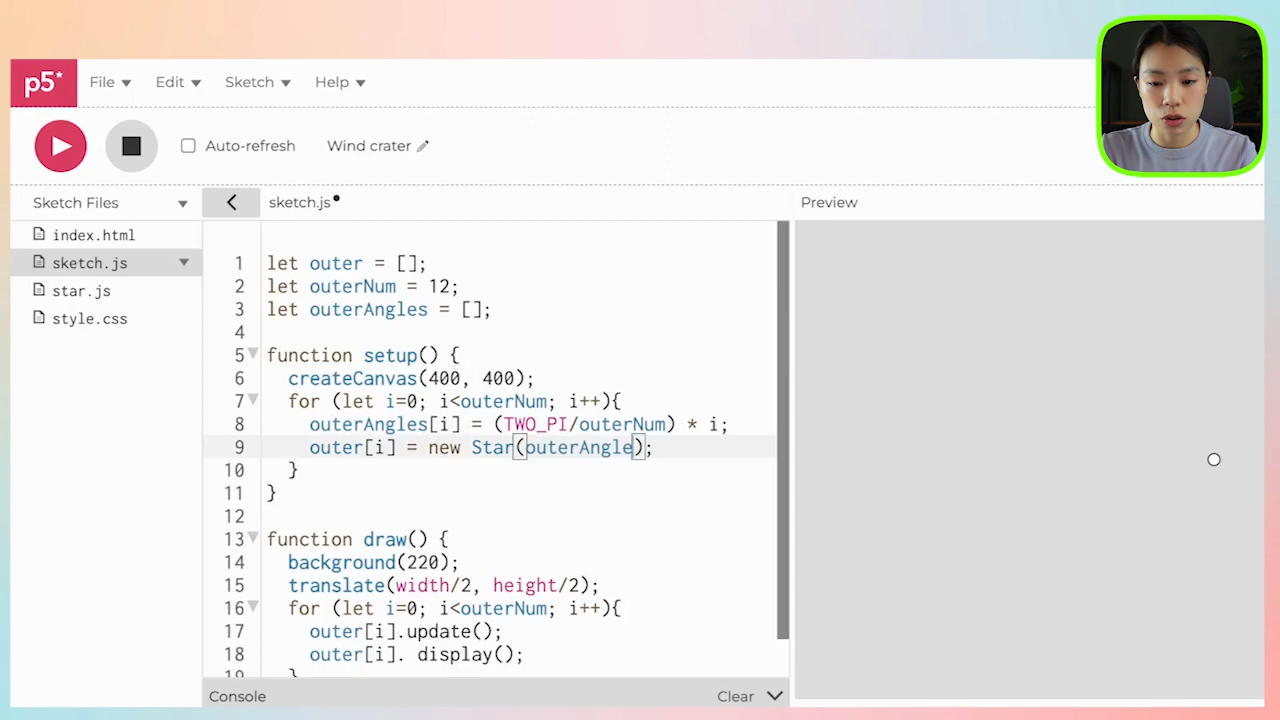 p5*
File Edit Sketch Help
Auto-refresh Wind crater
Sketch Files
sketch.js
Preview
index.html
sketch.js
star.js
style.css
1 let outer = [];
2 let outerNum = 12;
3 let outerAngles = [];
4
5 function setup() {
6 createCanvas(400, 400);
7 for (let i=0; i<outerNum; i++){
8 outerAngles[i] = (TWO_PI/outerNum) * i;
9 outer[i] = new Star(outerAngle);
10 }
11 }
12
13 function draw() {
14 background(220);
15 translate(width/2, height/2);
16 for (let i=0; i<outerNum; i++){
17 outer[i].update();
18 outer[i]. display();
19 }
Console Clear